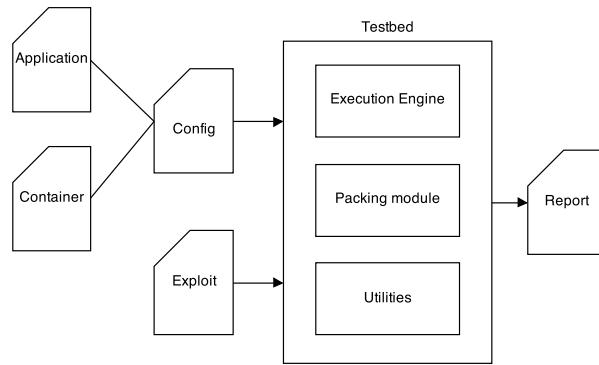 Testbed
Application
Execution Engine
Config
Container
Packing module
Report
Exploit
Utilities